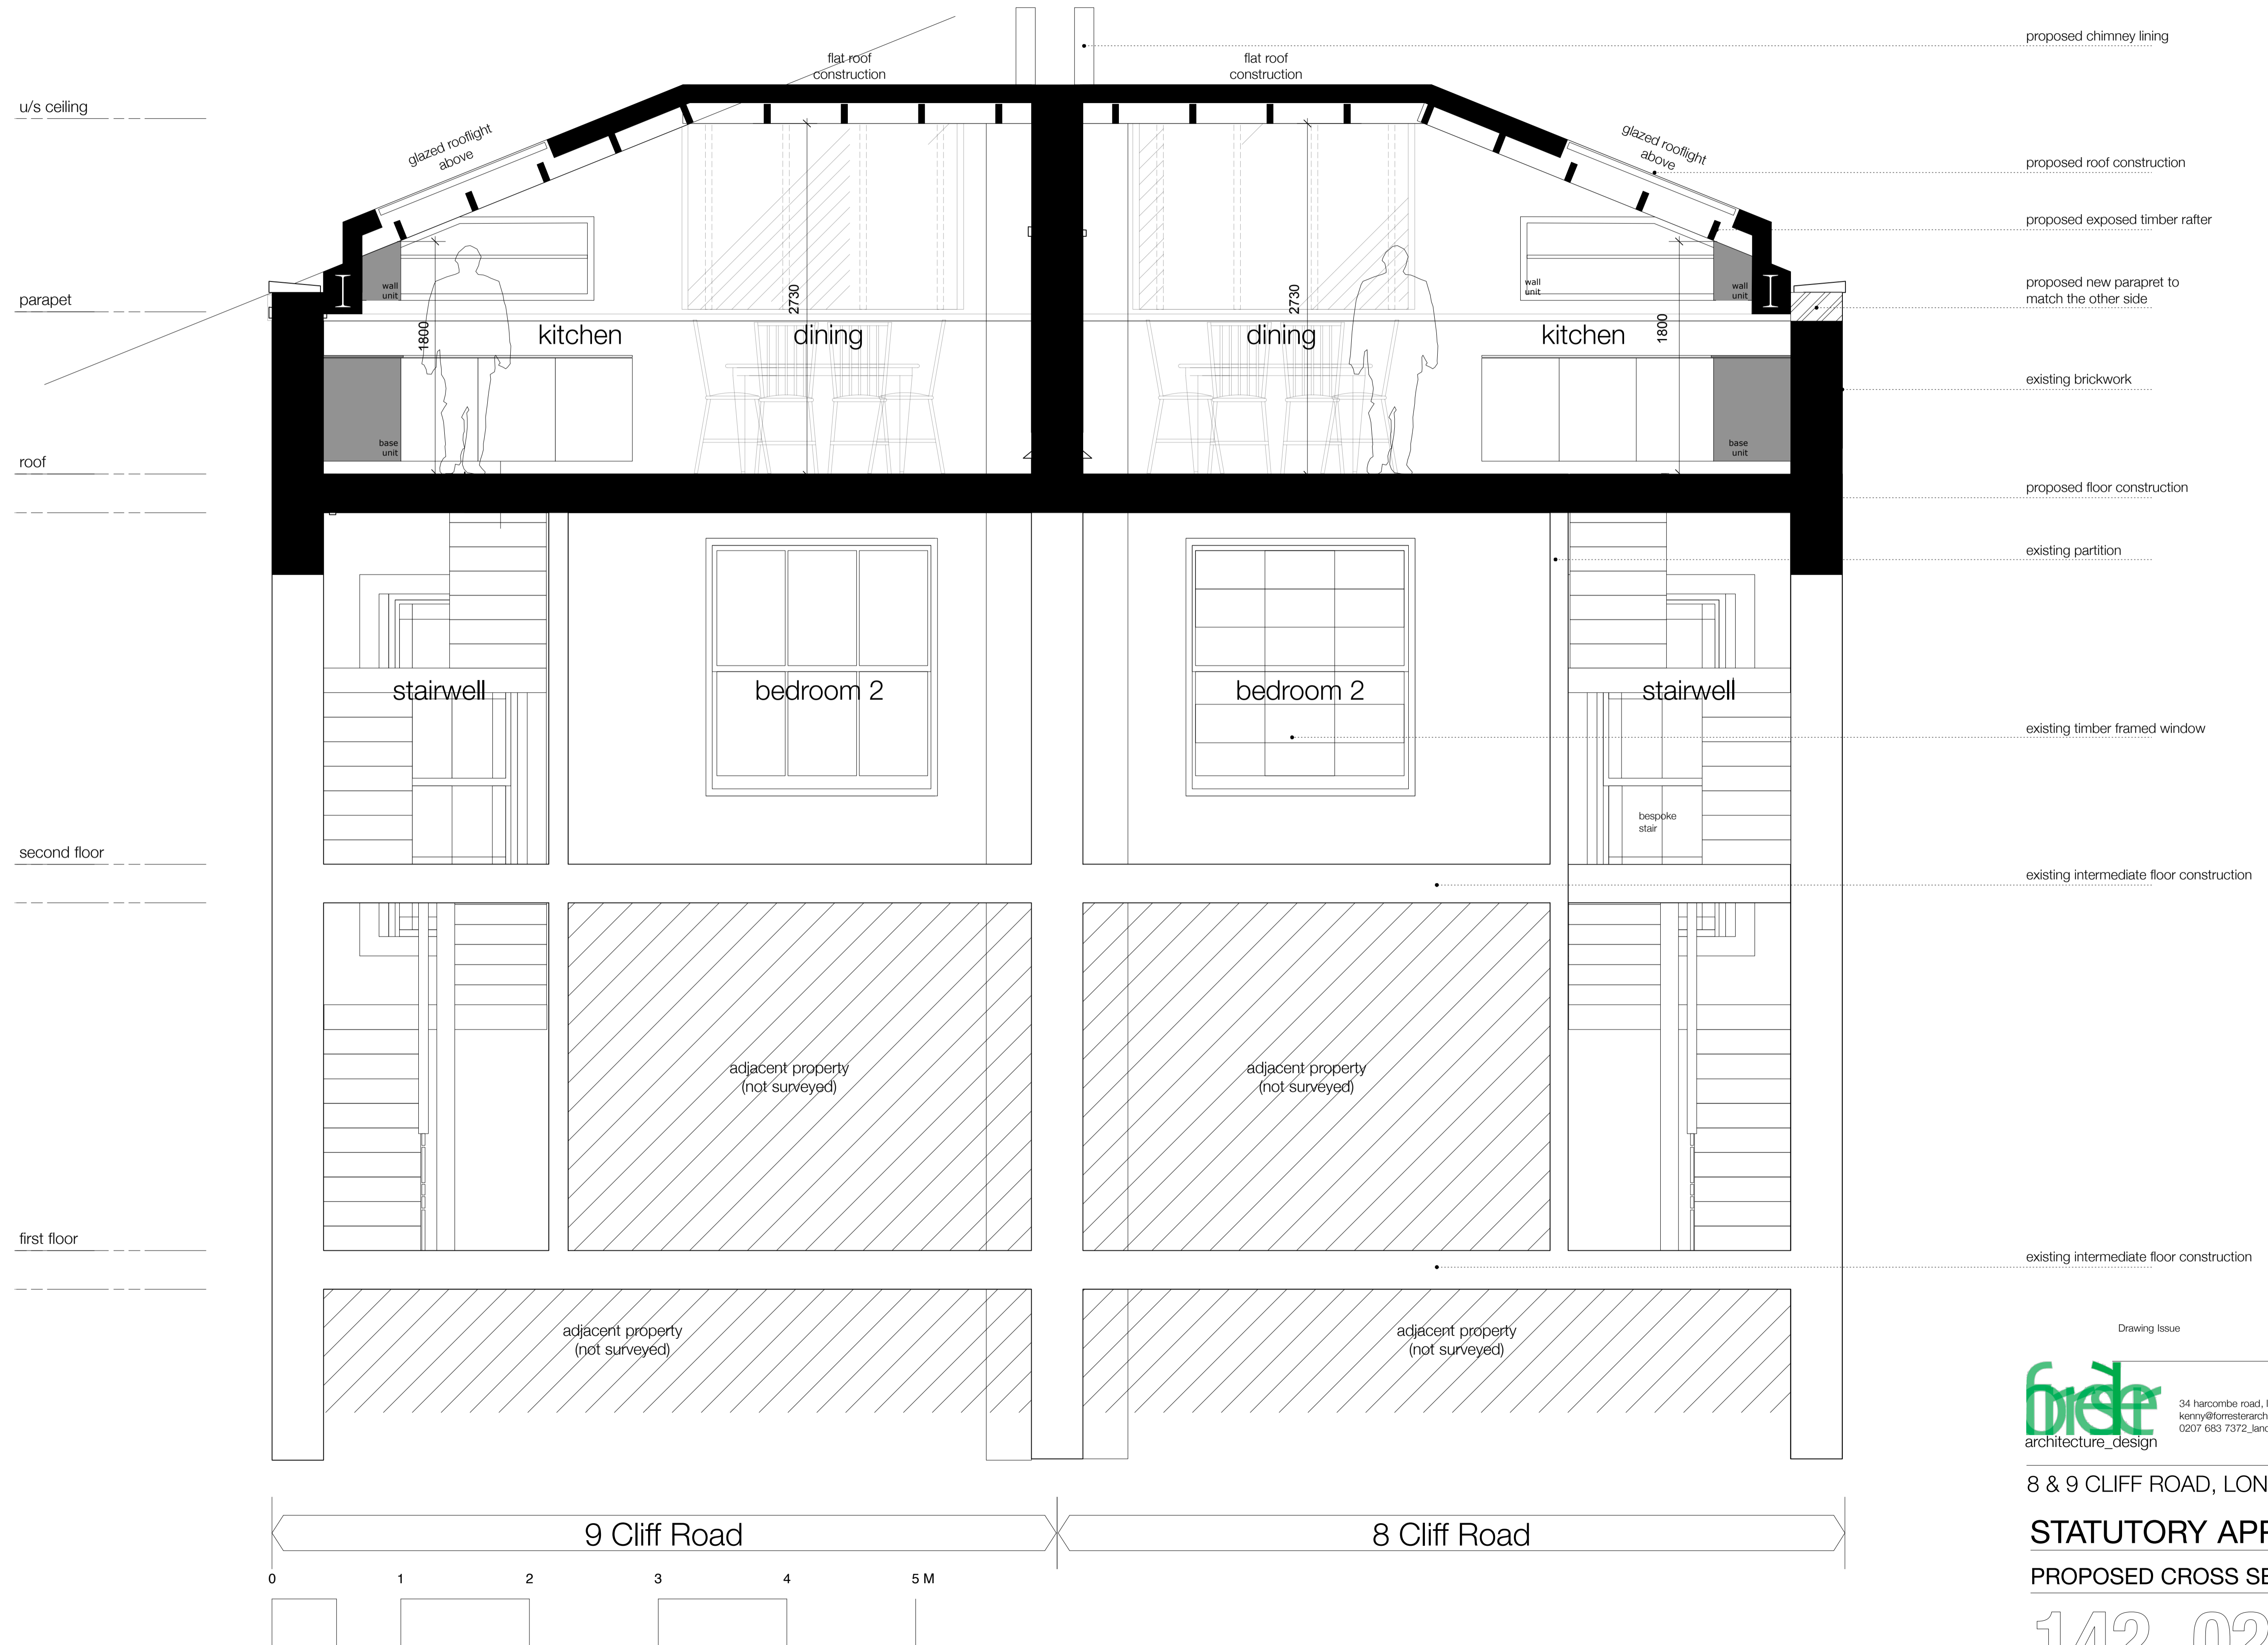 proposed chimney lining
flat roof
construction
flat roof
construction
u/s ceiling
glazed rooflight
above
glazed rooflight
above
proposed roof construction
proposed exposed timber rafter
proposed new parapret to
match the other side
parapet
wall
unit
wall
unit
wall
unit
2730
2730
1800
1800
kitchen
dining
dining
kitchen
existing brickwork
base
unit
base
unit
roof
proposed floor construction
existing partition
stairwell
bedroom 2
bedroom 2
stairwell
existing timber framed window
bespoke
stair
second floor
existing intermediate floor construction
adjacent property
(not surveyed)
adjacent property
(not surveyed)
first floor
existing intermediate floor construction
adjacent property
(not surveyed)
adjacent property
(not surveyed)
Drawing Issue
forrester
architecture_design
34 harcombe road,
kenny@forresterarch
0207 683 7372_lan
8 & 9 CLIFF ROAD, LON
STATUTORY APP
PROPOSED CROSS SE
142 02
9 Cliff Road
8 Cliff Road
0 1 2 3 4 5 M